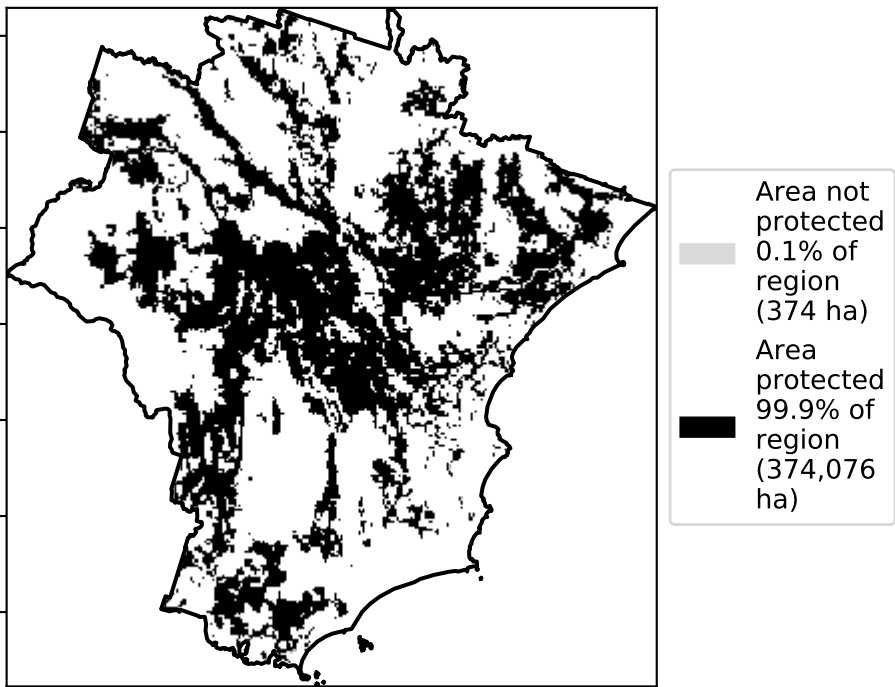 Area not
protected
0.1% of
region
(374 ha)
Area
protected
99.9% of
region
(374,076
ha)